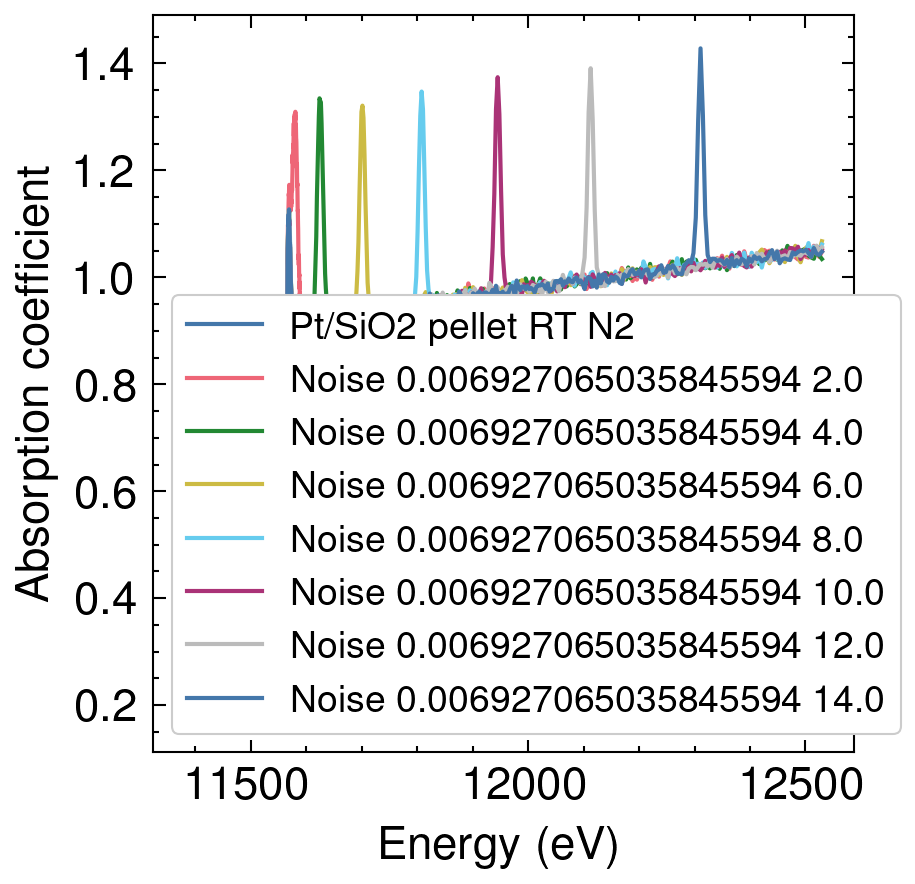 1.4
1.2
1.0
0.8
0.6
0.4
0.2
Absorption coefficient
Pt/SiO2 pellet RT N2
Noise 0.006927065035845594 2.0
Noise 0.006927065035845594 4.0
Noise 0.006927065035845594 6.0
Noise 0.006927065035845594 8.0
Noise 0.006927065035845594 10.0
Noise 0.006927065035845594 12.0
Noise 0.006927065035845594 14.0
11500 12000 12500
Energy (eV)